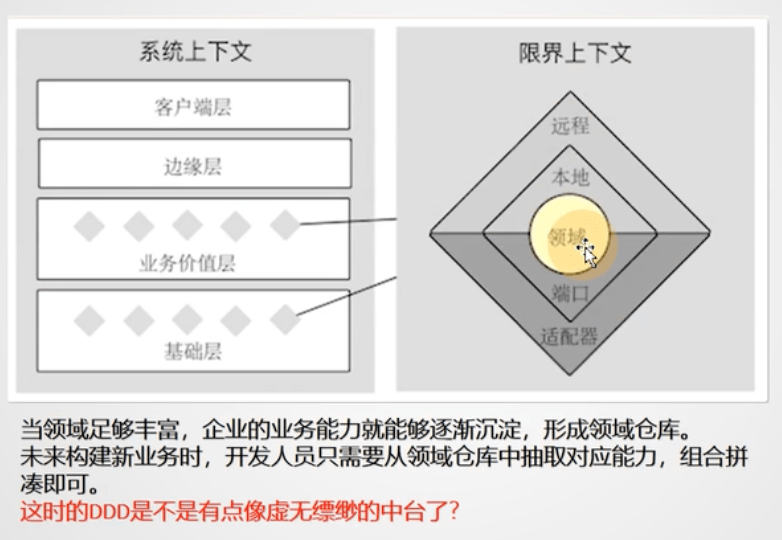 系统上下文
客户端层
边缘层
业务价值层
基础层
限界上下文
远程
本地
领域
端口
适配器
当领域足够丰富，企业的业务能力就能够逐渐沉淀，形成领域仓库。
未来构建新业务时，开发人员只需要从领域仓库中抽取对应能力，组合拼
凑即可。
这时的DDD是不是有点像虚无缥缈的中台了？